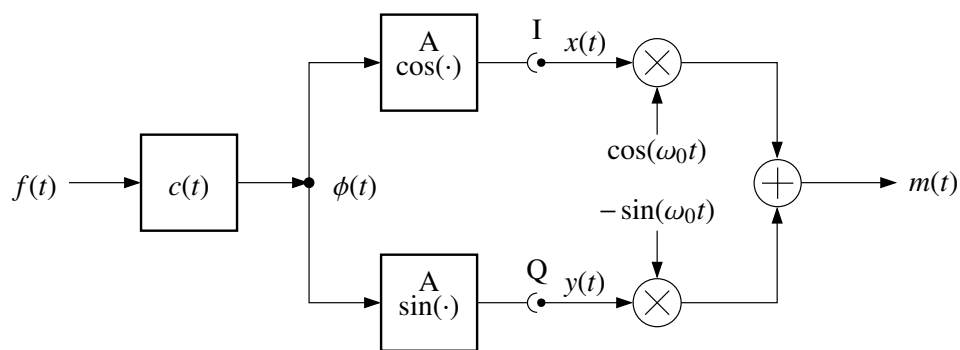 A
cos(·)
I
x(t)
cos(ω₀t)
f(t)
c(t)
ϕ(t)
m(t)
− sin(ω₀t)
A
sin(·)
Q
y(t)